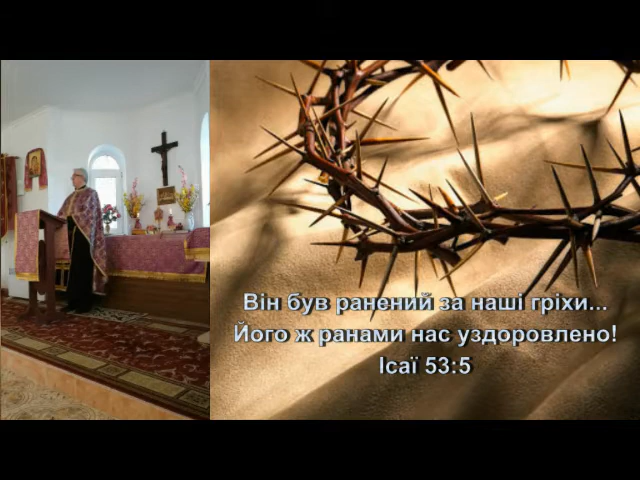 Він був ранений за наші гріхи...
Його ж ранами нас уздоровлено!
Ісаї 53:5